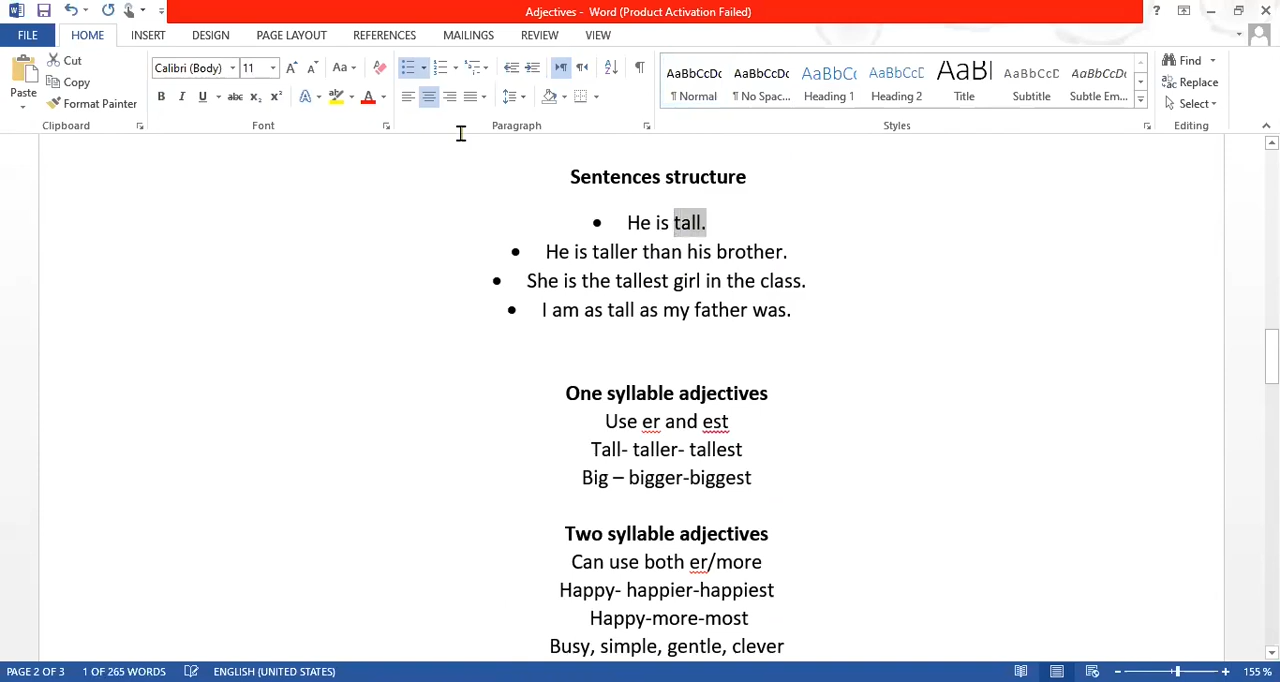 Adjectives - Word (Product Activation Failed)
FILE HOME INSERT DESIGN PAGE LAYOUT REFERENCES MAILINGS REVIEW VIEW
Cut
Copy
Format Painter
Paste
Clipboard
Calibri (Body) 11
Font
Paragraph
AaBbCcDc AaBbCcDc AaBbCc AaBbCcE AaBl AaBbCcD AaBbCcDt
¶ Normal ¶ No Spac... Heading 1 Heading 2 Title Subtitle Subtle Em...
Styles
Find
Replace
Select
Editing
Sentences structure
• He is tall.
• He is taller than his brother.
• She is the tallest girl in the class.
• I am as tall as my father was.
One syllable adjectives
Use er and est
Tall- taller- tallest
Big – bigger-biggest
Two syllable adjectives
Can use both er/more
Happy- happier-happiest
Happy-more-most
Busy, simple, gentle, clever
PAGE 2 OF 3 1 OF 265 WORDS ENGLISH (UNITED STATES) 155 %